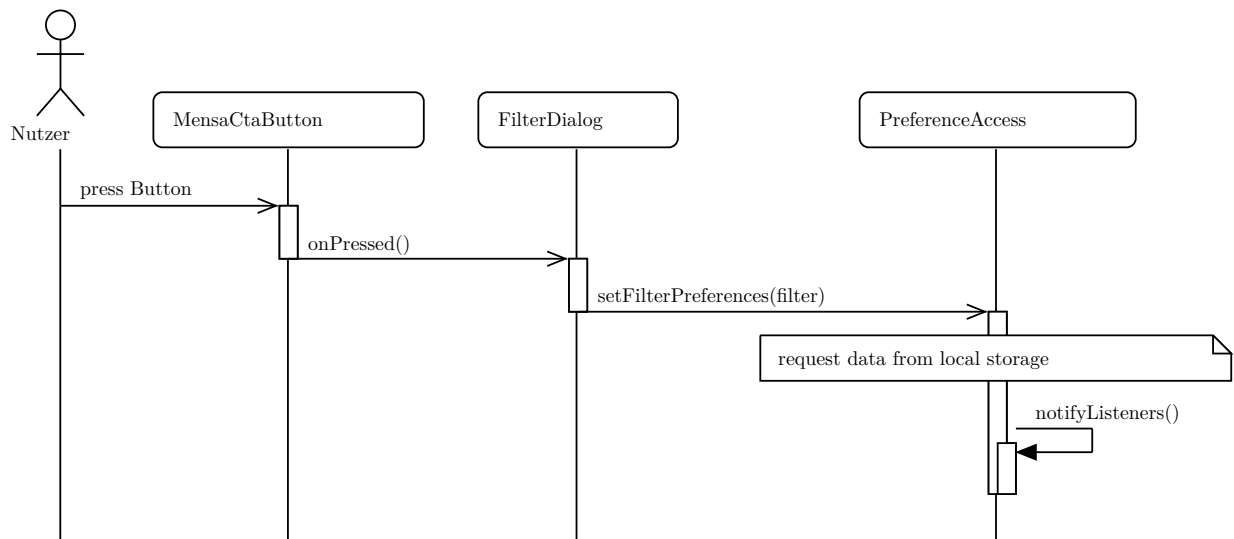 Nutzer
MensaCtaButton
FilterDialog
PreferenceAccess
press Button
onPressed()
setFilterPreferences(filter)
request data from local storage
notifyListeners()